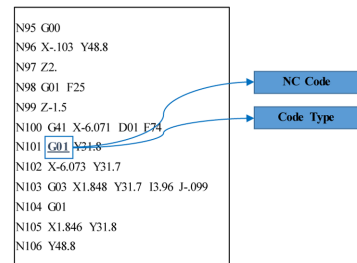 N95 G00
N96 X-.103 Y48.8
N97 Z2.
N98 G01 F25
N99 Z-1.5
N100 G41 X-6.071 D01 F74
N101 G01 Y31.8
N102 X-6.073 Y31.7
N103 G03 X1.848 Y31.7 I3.96 J-.099
N104 G01
N105 X1.846 Y31.8
N106 Y48.8
NC Code
Code Type